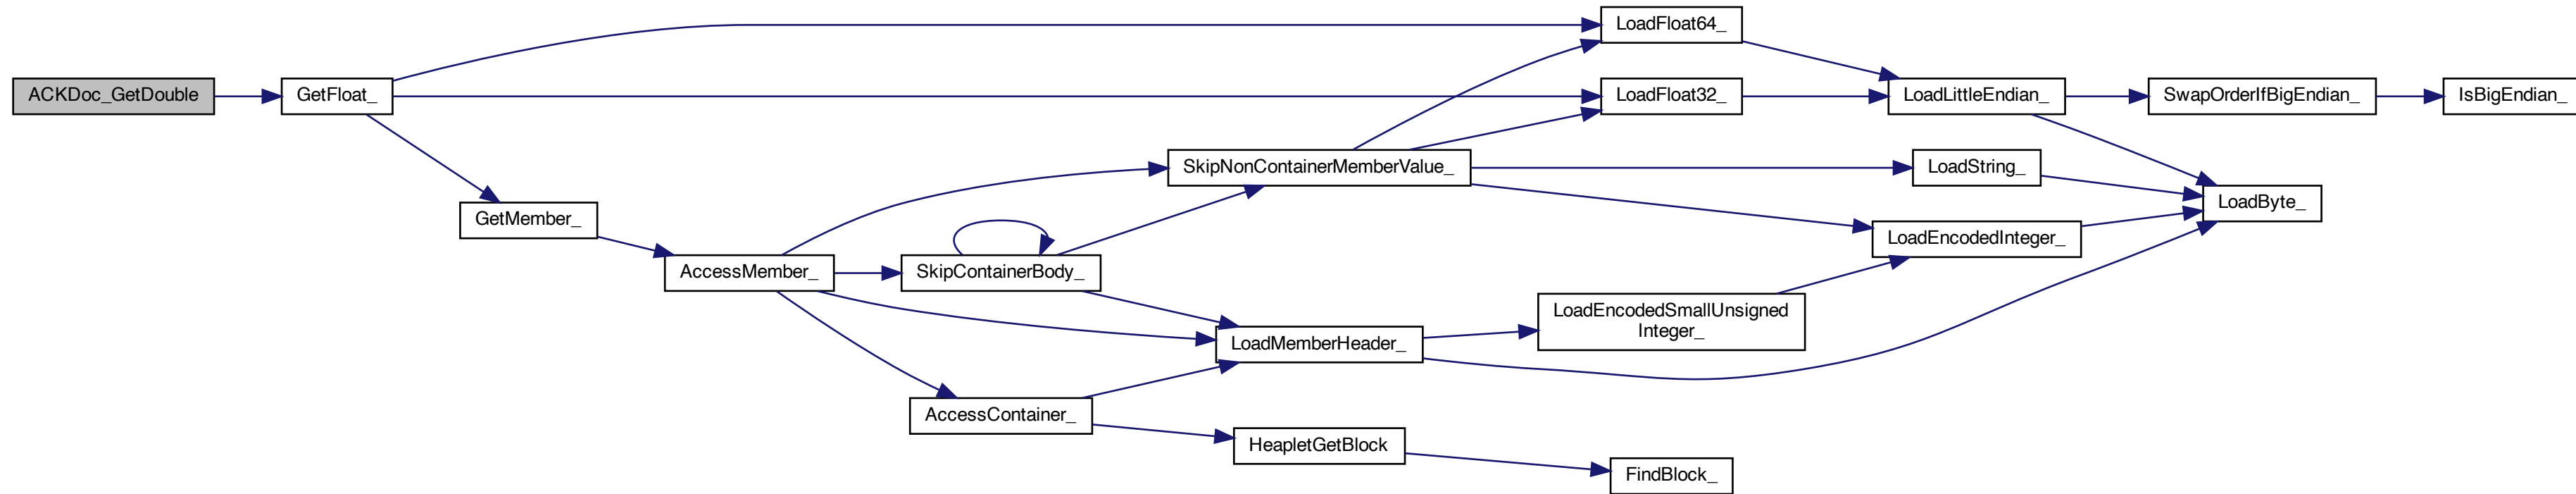 LoadFloat64_
ACKDoc_GetDouble
GetFloat_
LoadFloat32_
LoadLittleEndian_
SwapOrderIfBigEndian_
IsBigEndian_
SkipNonContainerMemberValue_
LoadString_
LoadByte_
GetMember_
LoadEncodedInteger_
AccessMember_
SkipContainerBody_
LoadEncodedSmallUnsigned
Integer_
LoadMemberHeader_
AccessContainer_
HeapletGetBlock
FindBlock_